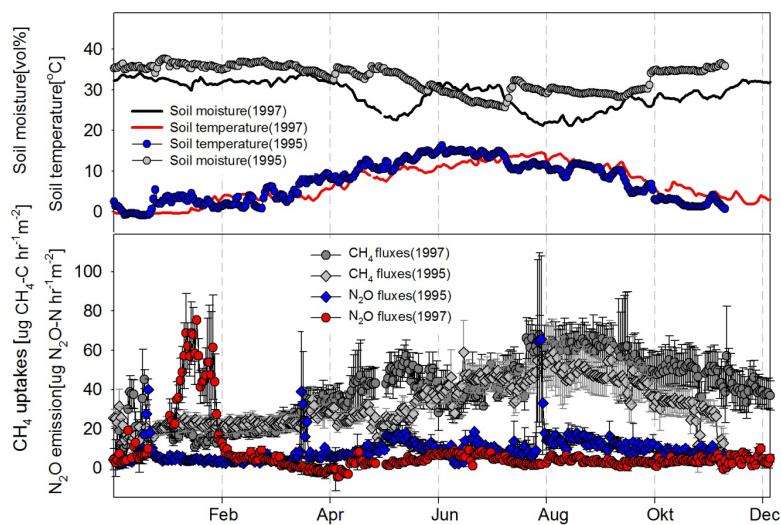 Soil moisture[vol%]
Soil temperature[°C]
40
30
20
10
0
Soil moisture(1997)
Soil temperature(1997)
Soil temperature(1995)
Soil moisture(1995)
CH₄ uptakes [ug CH₄-C hr⁻¹m⁻²]
N₂O emission[ug N₂O-N hr⁻¹m⁻²]
100
80
60
40
20
0
CH₄ fluxes(1997)
CH₄ fluxes(1995)
N₂O fluxes(1995)
N₂O fluxes(1997)
Feb
Apr
Jun
Aug
Okt
Dec